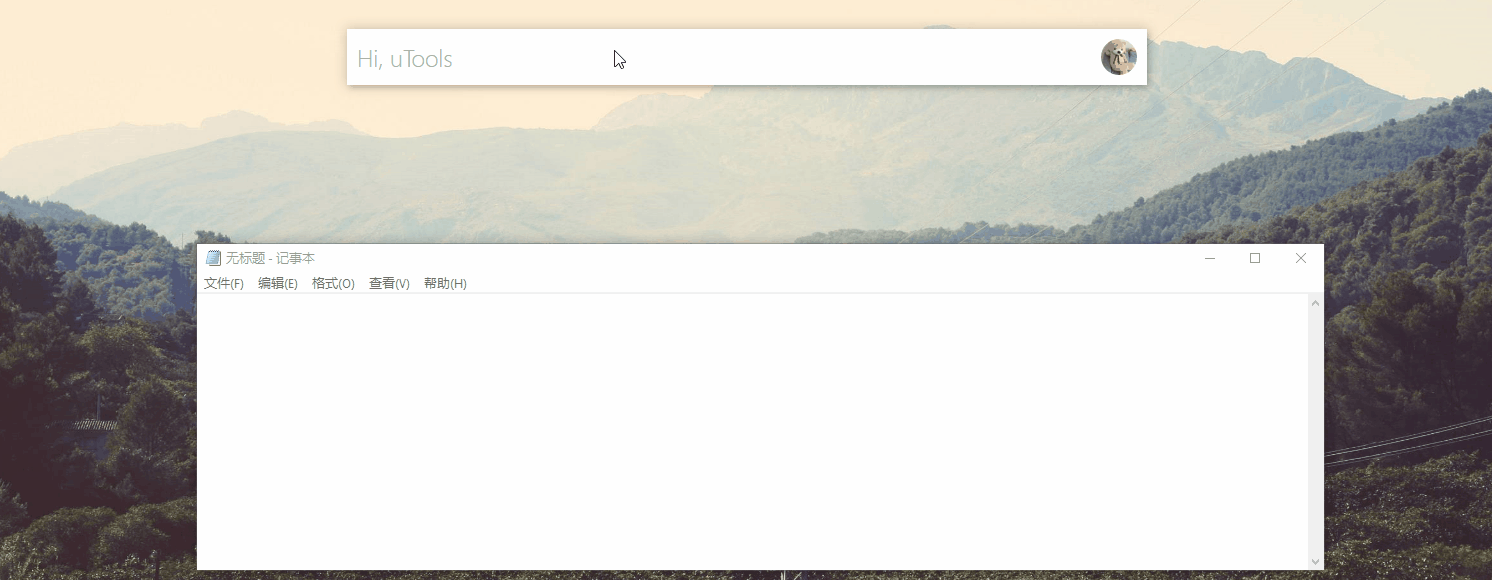 Hi, uTools
无标题 - 记事本
文件(F) 编辑(E) 格式(O) 查看(V) 帮助(H)